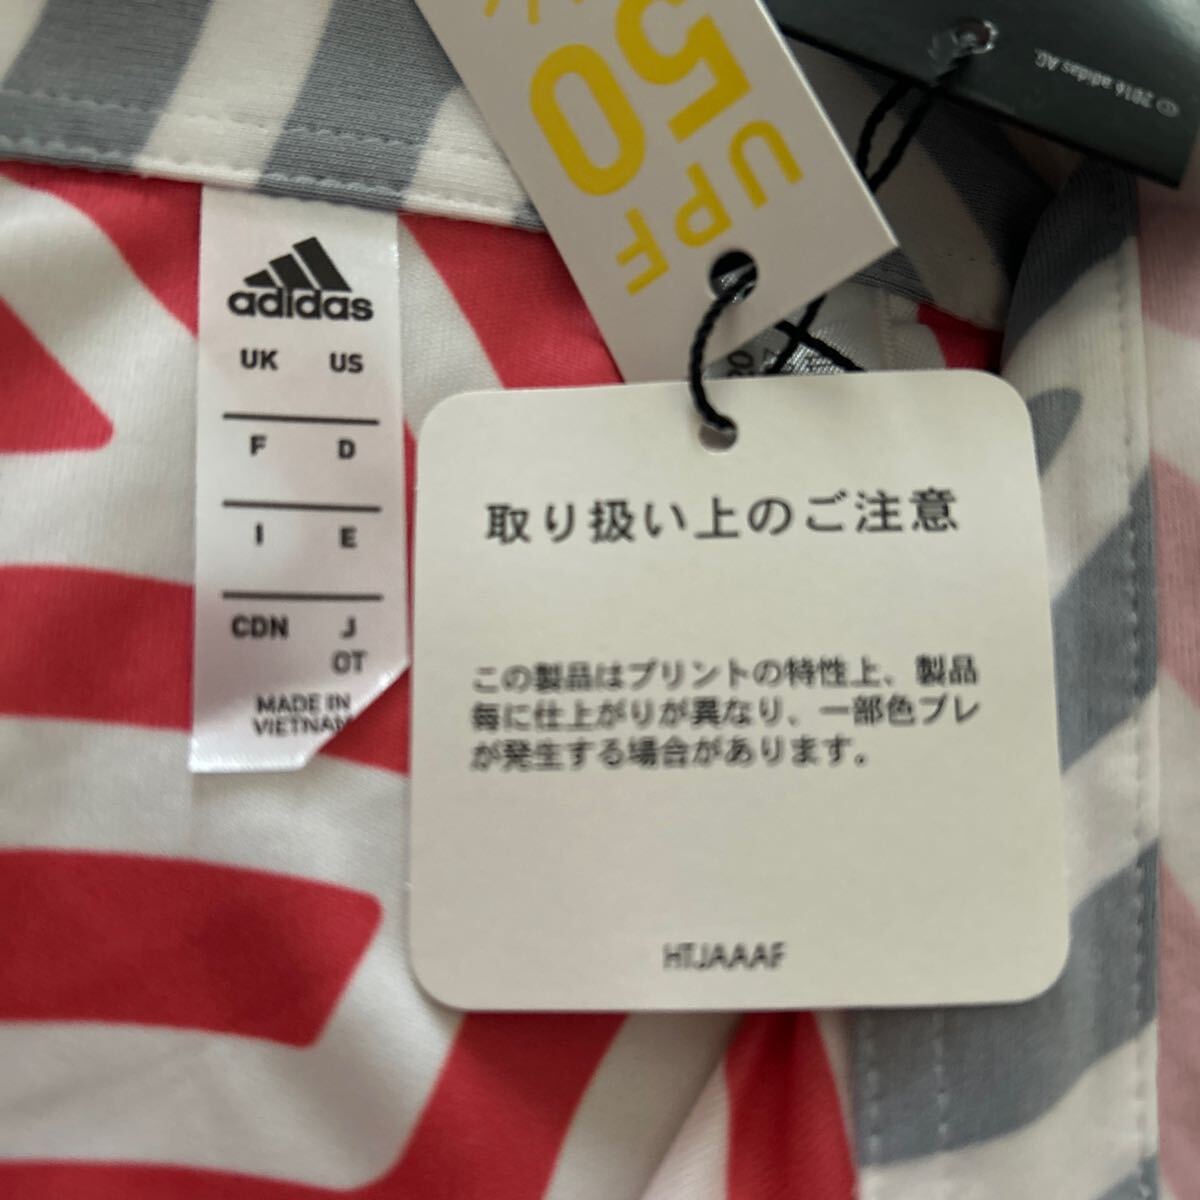 UPF
50
© 2016 adidas AG.
adidas
UK US
F D
I E
CDN J
OT
MADE IN
VIETNAM
取り扱い上のご注意
この製品はプリントの特性上、製品
毎に仕上がりが異なり、一部色ブレ
が発生する場合があります。
HTJAAAF